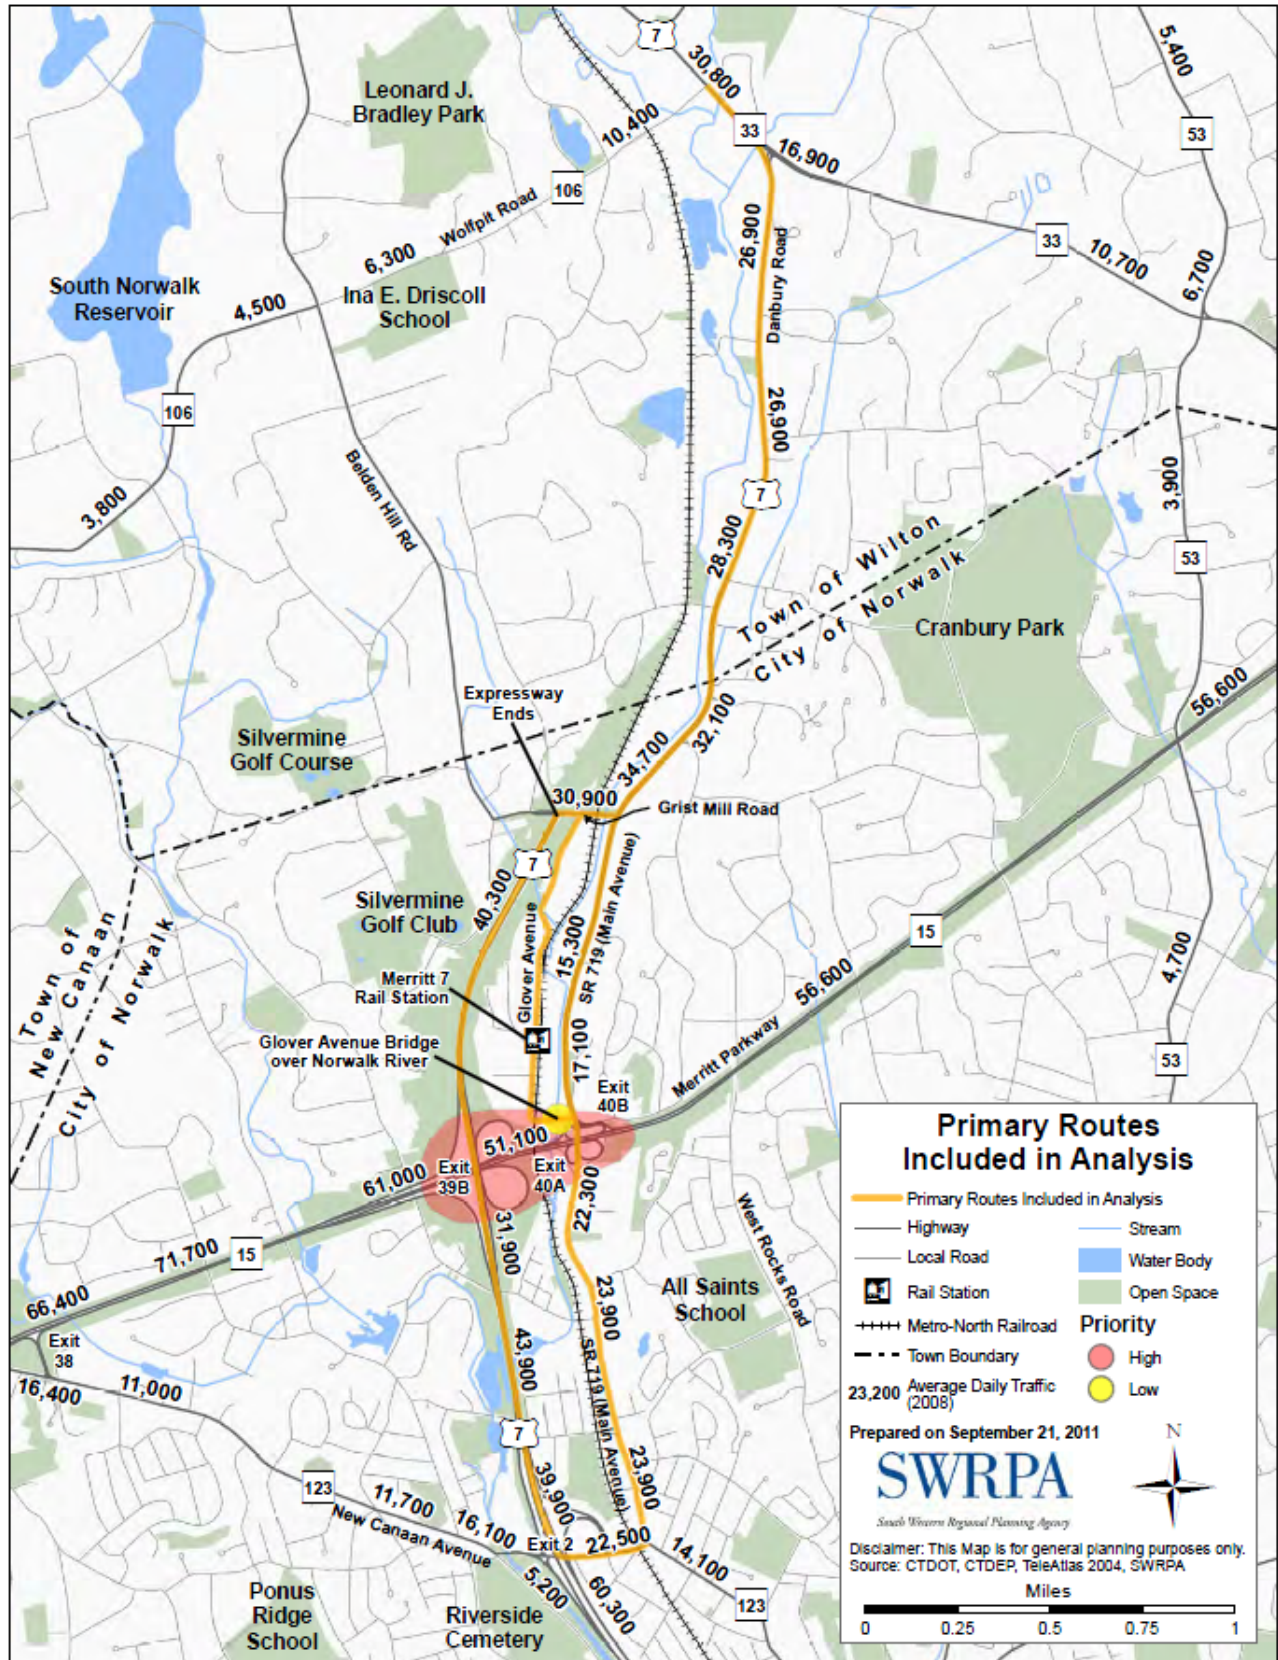 7
30,800
5,400
Leonard J.
Bradley Park
10,400
33
16,900
53
106
Wolfpit Road
6,300
26,900
Danbury Road
33
10,700
6,700
South Norwalk
Reservoir
4,500
Ina E. Driscoll
School
106
26,900
Belden Hill Rd
3,800
7
3,900
28,300
53
Town of Wilton
City of Norwalk
Cranbury Park
Expressway
Ends
32,100
56,600
Silvermine
Golf Course
34,700
30,900
Grist Mill Road
7
40,300
Silvermine
Golf Club
Glover Avenue
15,300
SR 719 (Main Avenue)
15
Town of
New Canaan
City of Norwalk
4,700
56,600
Merritt 7
Rail Station
Glover Avenue Bridge
over Norwalk River
17,100
Merritt Parkway
53
Exit
40B
51,100
61,000
Exit
39B
Exit
40A
22,300
71,700
15
31,900
West Rocks Road
66,400
23,900
All Saints
School
Exit
38
16,400
11,000
43,900
SR 719 (Main Avenue)
7
123
11,700
39,900
23,900
New Canaan Avenue
16,100
Exit 2
22,500
14,100
5,200
60,300
123
Ponus
Ridge
School
Riverside
Cemetery
Primary Routes
Included in Analysis
Primary Routes Included in Analysis
Highway
Stream
Local Road
Water Body
Rail Station
Open Space
Metro-North Railroad
Priority
Town Boundary
High
23,200 Average Daily Traffic
(2008)
Low
Prepared on September 21, 2011
N
SWRPA
South Western Regional Planning Agency
Disclaimer: This Map is for general planning purposes only.
Source: CTDOT, CTDEP, TeleAtlas 2004, SWRPA
Miles
0 0.25 0.5 0.75 1